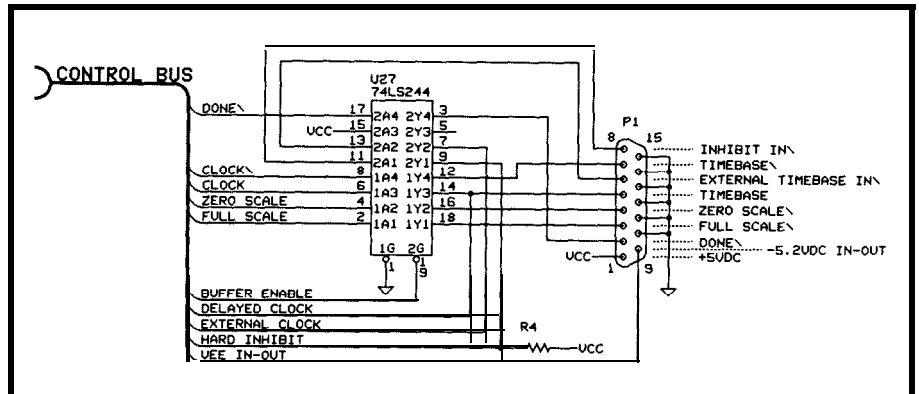 CONTROL BUS
U27
74LS244
DONE\ 17 2A4 2Y4 3
VCC 15 2A3 2Y3 5
13 2A2 2Y2 7
11 2A1 2Y1 9
CLOCK\ 8 1A4 1Y4 12
CLOCK 6 1A3 1Y3 14
ZERO SCALE 4 1A2 1Y2 16
FULL SCALE 2 1A1 1Y1 18
1G 2G
1 1
9
P1
8 15
INHIBIT IN\
TIMEBASE\
EXTERNAL TIMEBASE IN\
TIMEBASE
ZERO SCALE\
FULL SCALE\
DONE\
-5.2VDC IN-OUT
VCC +5VDC
1 9
BUFFER ENABLE
DELAYED CLOCK
EXTERNAL CLOCK
HARD INHIBIT
R4
VCC
VEE IN-OUT